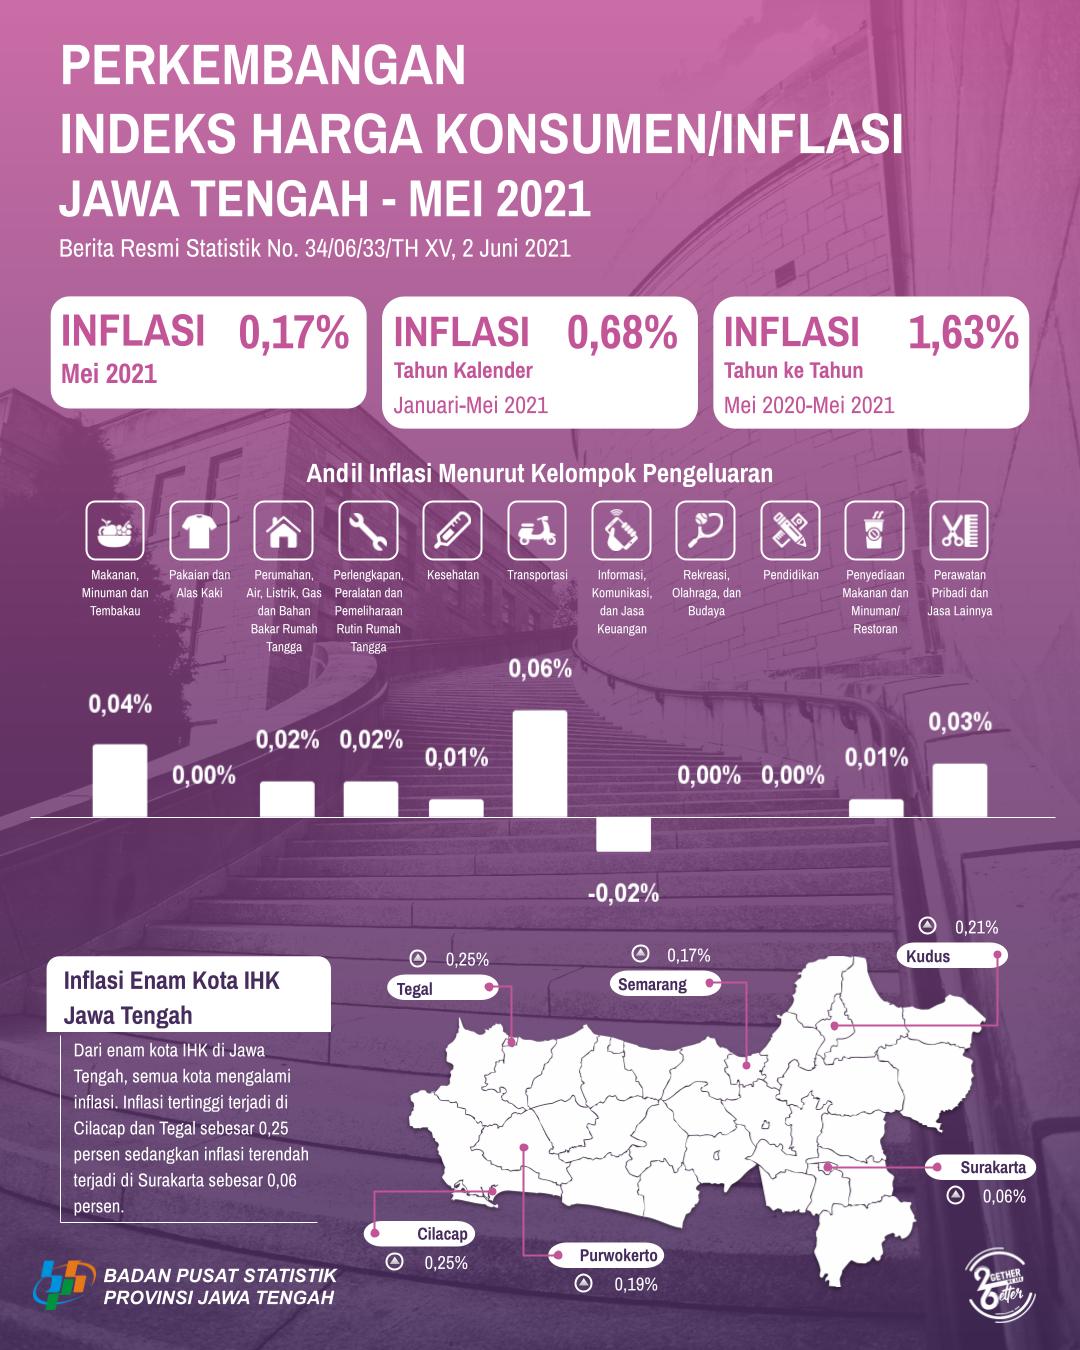 PERKEMBANGAN
INDEKS HARGA KONSUMEN/INFLASI
JAWA TENGAH - MEI 2021
Berita Resmi Statistik No. 34/06/33/TH XV, 2 Juni 2021
INFLASI 0,17%
Mei 2021
INFLASI 0,68%
Tahun Kalender
Januari-Mei 2021
INFLASI 1,63%
Tahun ke Tahun
Mei 2020-Mei 2021
Andil Inflasi Menurut Kelompok Pengeluaran
Makanan,
Minuman dan
Tembakau
Pakaian dan
Alas Kaki
Perumahan,
Air, Listrik, Gas
dan Bahan
Bakar Rumah
Tangga
Perlengkapan,
Peralatan dan
Pemeliharaan
Rutin Rumah
Tangga
Kesehatan
Transportasi
Informasi,
Komunikasi,
dan Jasa
Keuangan
Rekreasi,
Olahraga, dan
Budaya
Pendidikan
Penyediaan
Makanan dan
Minuman/
Restoran
Perawatan
Pribadi dan
Jasa Lainnya
0,04%
0,00%
0,02%
0,02%
0,01%
0,06%
-0,02%
0,00%
0,00%
0,01%
0,03%
Inflasi Enam Kota IHK
Jawa Tengah
Dari enam kota IHK di Jawa
Tengah, semua kota mengalami
inflasi. Inflasi tertinggi terjadi di
Cilacap dan Tegal sebesar 0,25
persen sedangkan inflasi terendah
terjadi di Surakarta sebesar 0,06
persen.
0,25%
Tegal
0,17%
Semarang
0,21%
Kudus
Surakarta
0,06%
Cilacap
0,25%
Purwokerto
0,19%
BADAN PUSAT STATISTIK
PROVINSI JAWA TENGAH
2GETHER
WE ARE
6etter